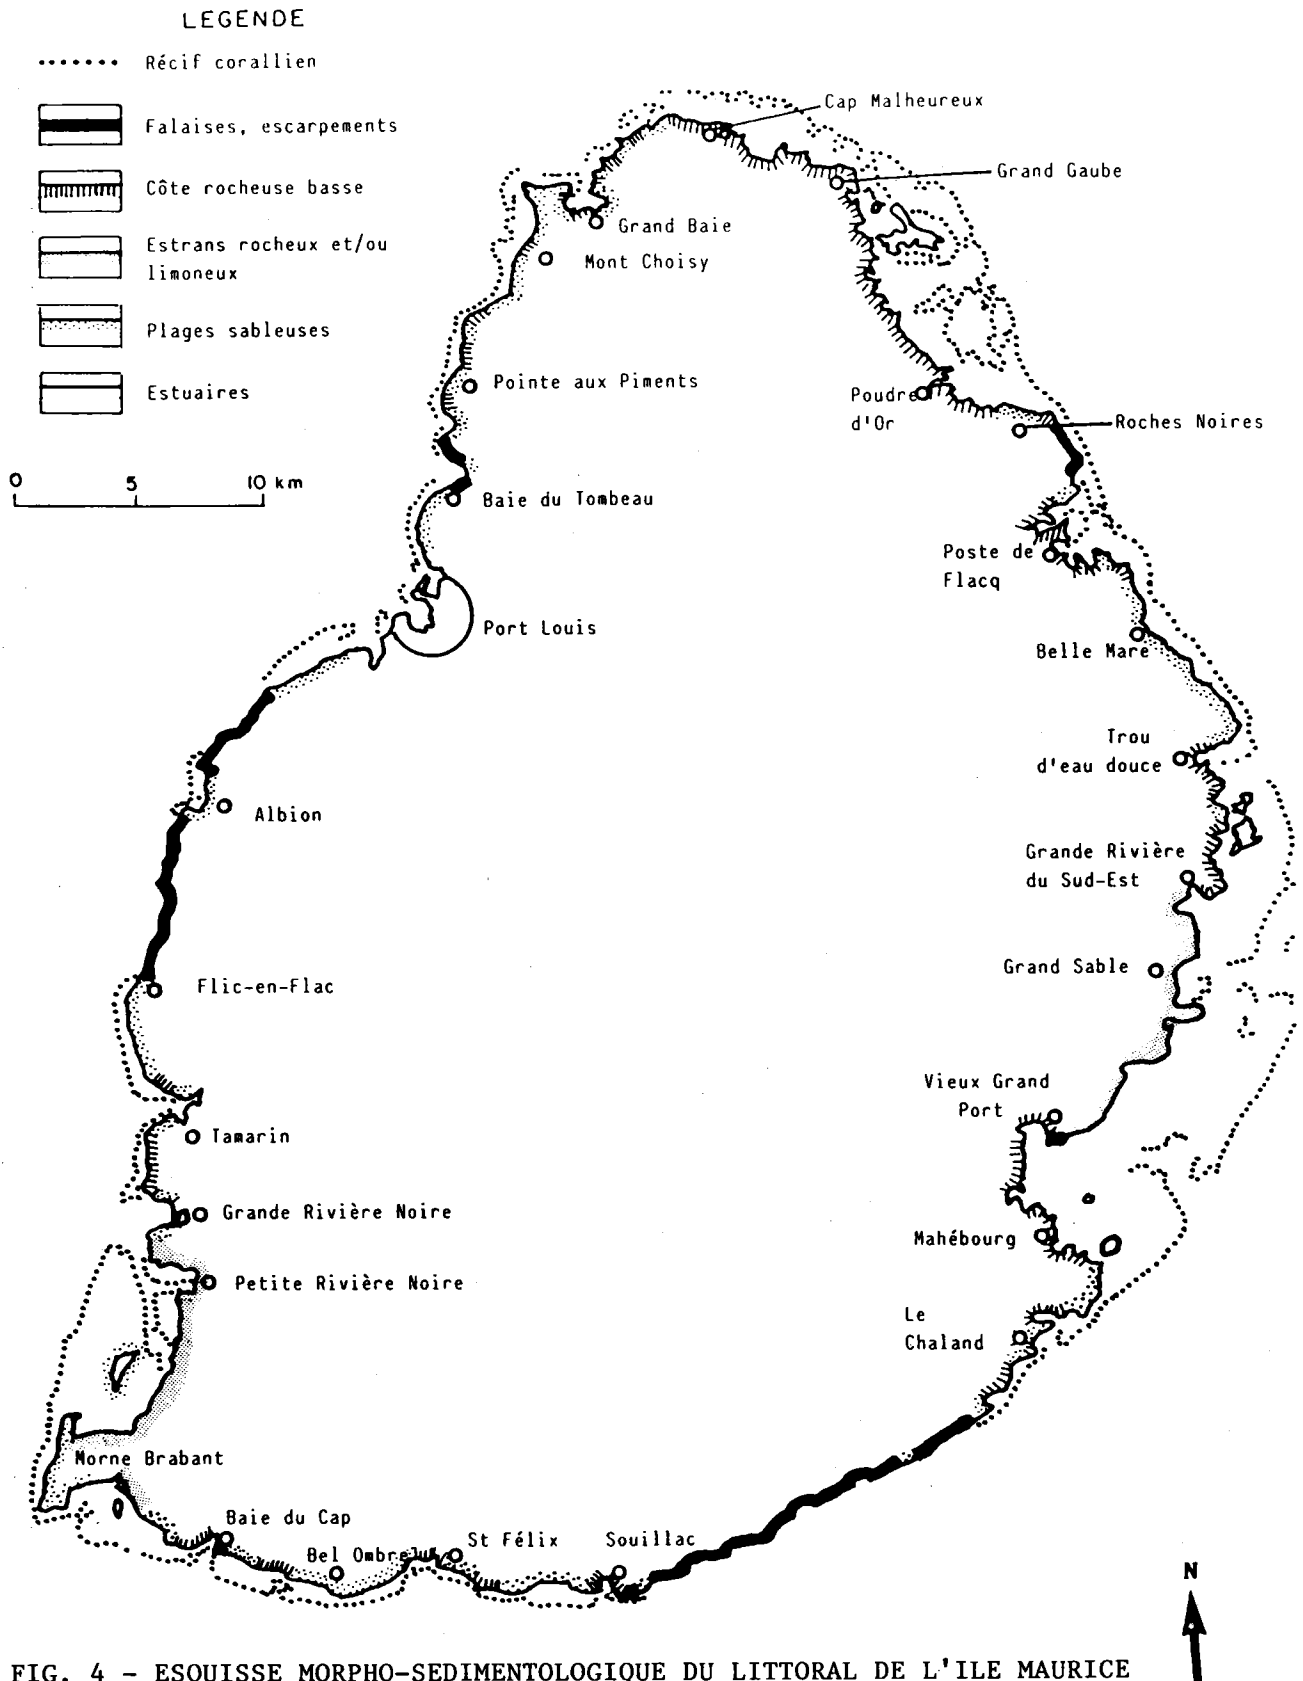 LEGENDE
Récif corallien
Falaises, escarpements
Côte rocheuse basse
Estrans rocheux et/ou
limoneux
Plages sableuses
Estuaires
0 5 10 km
Cap Malheureux
Grand Gaube
Grand Baie
Mont Choisy
Pointe aux Piments
Poudre
d'Or
Roches Noires
Baie du Tombeau
Poste de
Flacq
Port Louis
Belle Mare
Trou
d'eau douce
Albion
Grande Rivière
du Sud-Est
Grand Sable
Flic-en-Flac
Vieux Grand
Port
Tamarin
Grande Rivière Noire
Mahébourg
Petite Rivière Noire
Le
Chaland
Morne Brabant
Baie du Cap
Bel Ombre
St Félix
Souillac
N
FIG. 4 - ESQUISSE MORPHO-SEDIMENTOLOGIQUE DU LITTORAL DE L'ILE MAURICE